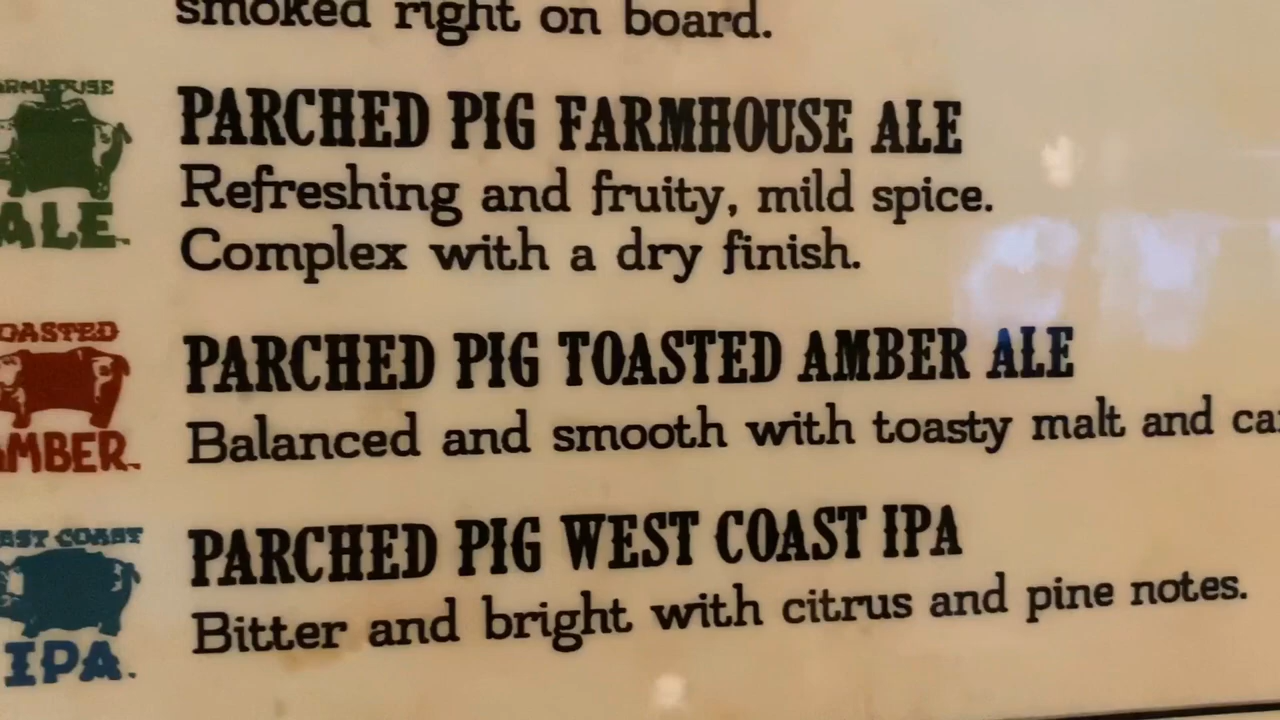 smoked right on board.
PARCHED PIG FARMHOUSE ALE
Refreshing and fruity, mild spice.
Complex with a dry finish.
ALE
PARCHED PIG TOASTED AMBER ALE
Balanced and smooth with toasty malt and
PARCHED PIG WEST COAST IPA
Bitter and bright with citrus and pine notes.
COAST
IPA